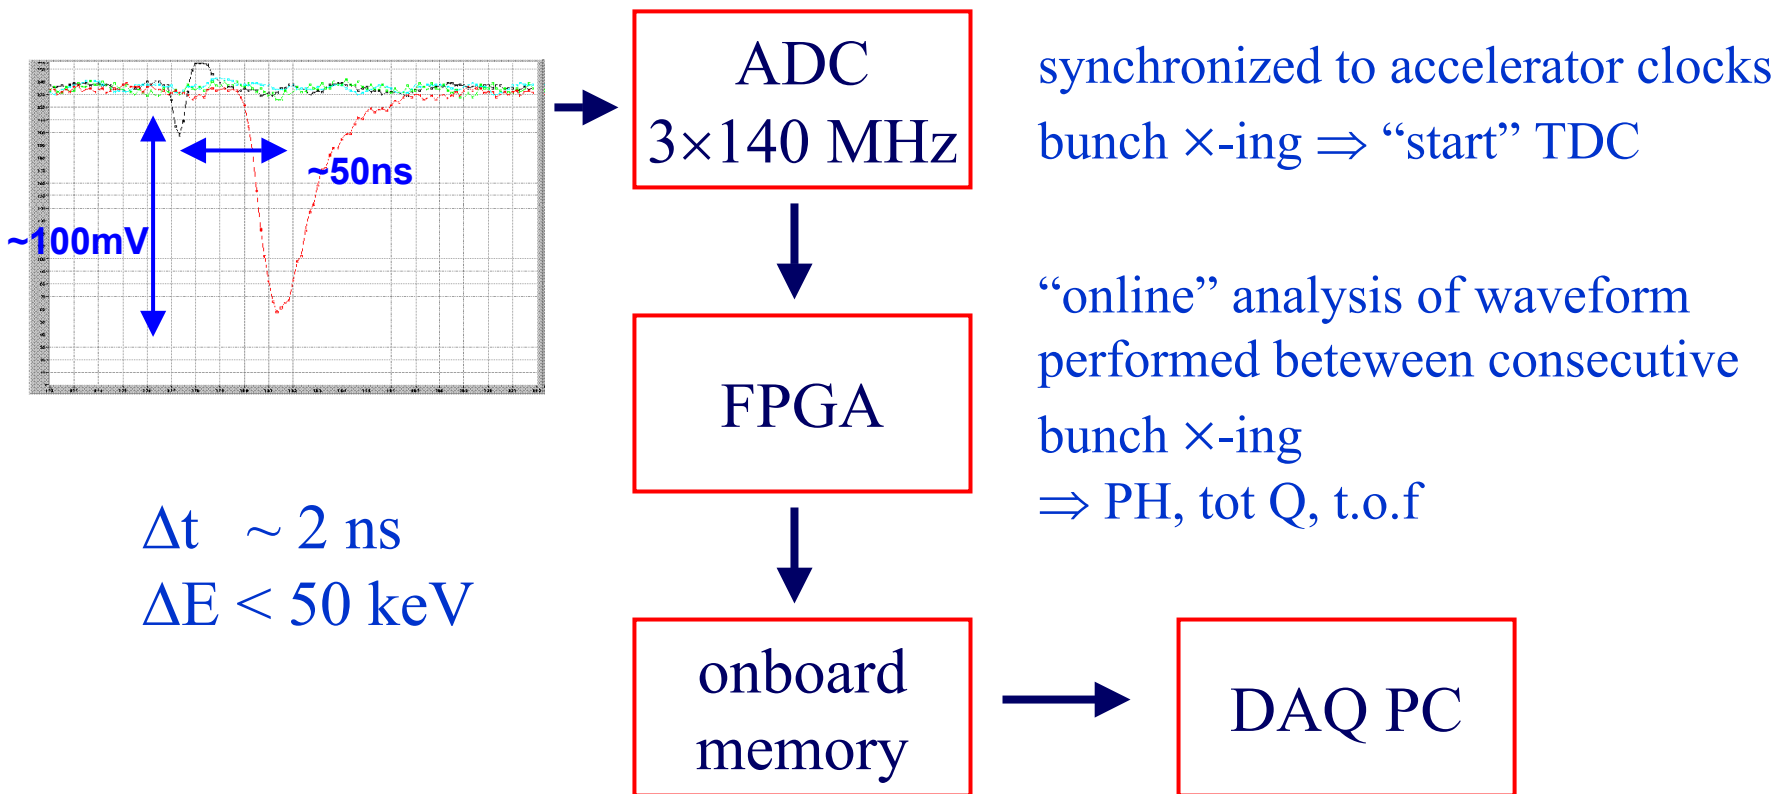 ADC
3×140 MHz
synchronized to accelerator clocks
bunch ×-ing ⇒ “start” TDC
~50ns
~100mV
“online” analysis of waveform
performed beteween consecutive
bunch ×-ing
⇒ PH, tot Q, t.o.f
FPGA
Δt ~ 2 ns
ΔE < 50 keV
onboard
memory
DAQ PC